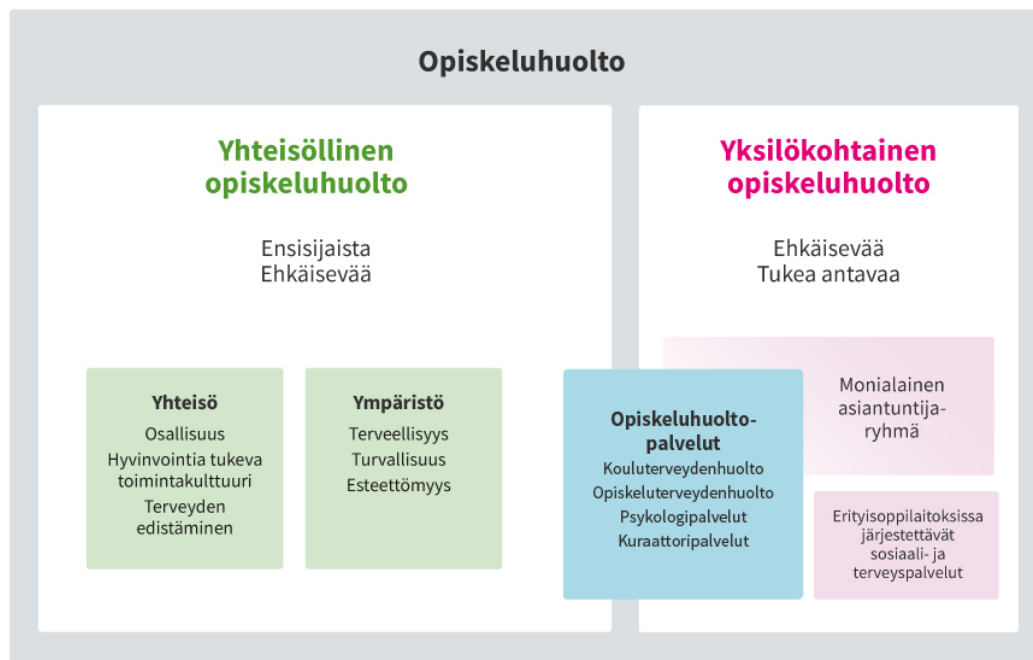 Opiskeluhuolto
Yhteisöllinen
opiskeluhuolto
Ensisijaista
Ehkäisevää
Yhteisö
Osallisuus
Hyvinvointia tukeva
toimintakulttuuri
Terveyden
edistäminen
Ympäristö
Terveellisyys
Turvallisuus
Esteettömyys
Opiskeluhuolto-
palvelut
Kouluterveydenhuolto
Opiskeluterveydenhuolto
Psykologipalvelut
Kuraattoripalvelut
Yksilökohtainen
opiskeluhuolto
Ehkäisevää
Tukea antavaa
Monialainen
asiantuntija-
ryhmä
Erityisoppilaitoksissa
järjestettävät
sosiaali- ja
terveyspalvelut